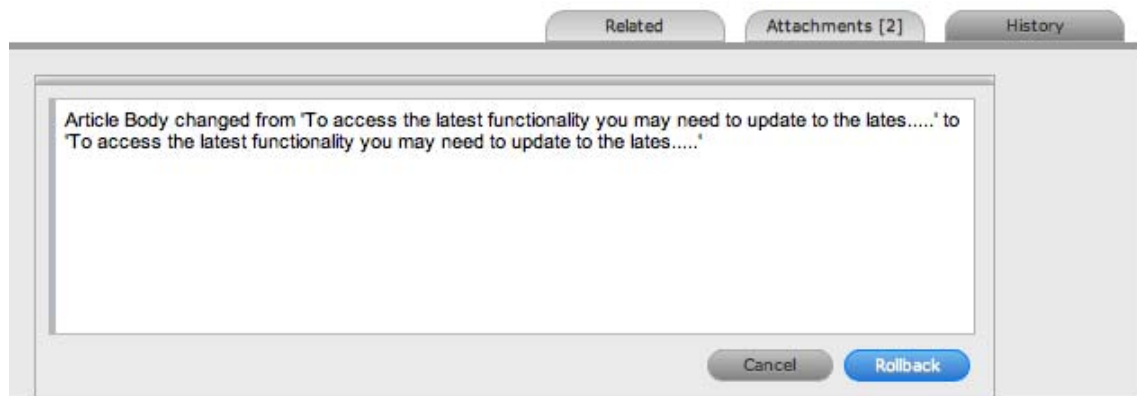 Related Attachments [2] History
Article Body changed from 'To access the latest functionality you may need to update to the lates.....' to
'To access the latest functionality you may need to update to the lates.....'
Cancel Rollback